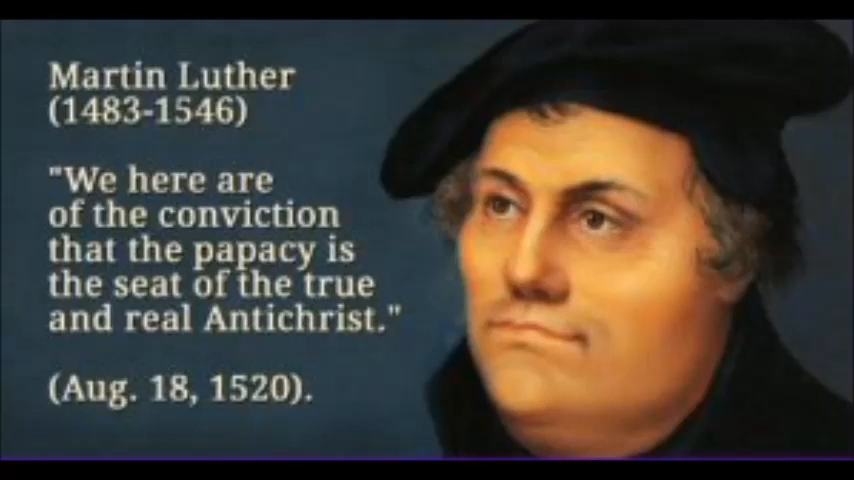 Martin Luther
(1483-1546)
"We here are
of the conviction
that the papacy is
the seat of the true
and real Antichrist."
(Aug. 18, 1520).